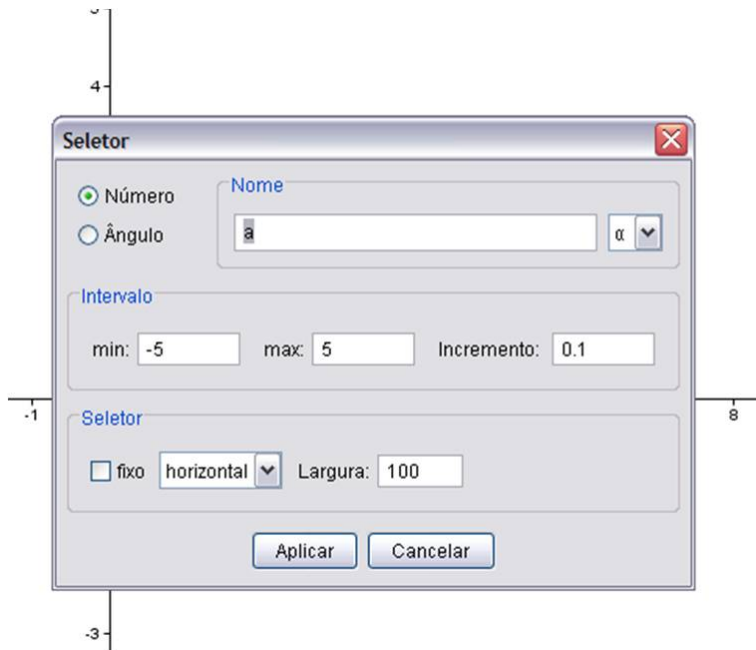 5
4
Seletor
Número
Nome
Ângulo
a
α
Intervalo
min: -5 max: 5 Incremento: 0.1
-1
8
Seletor
fixo horizontal Largura: 100
Aplicar Cancelar
-3